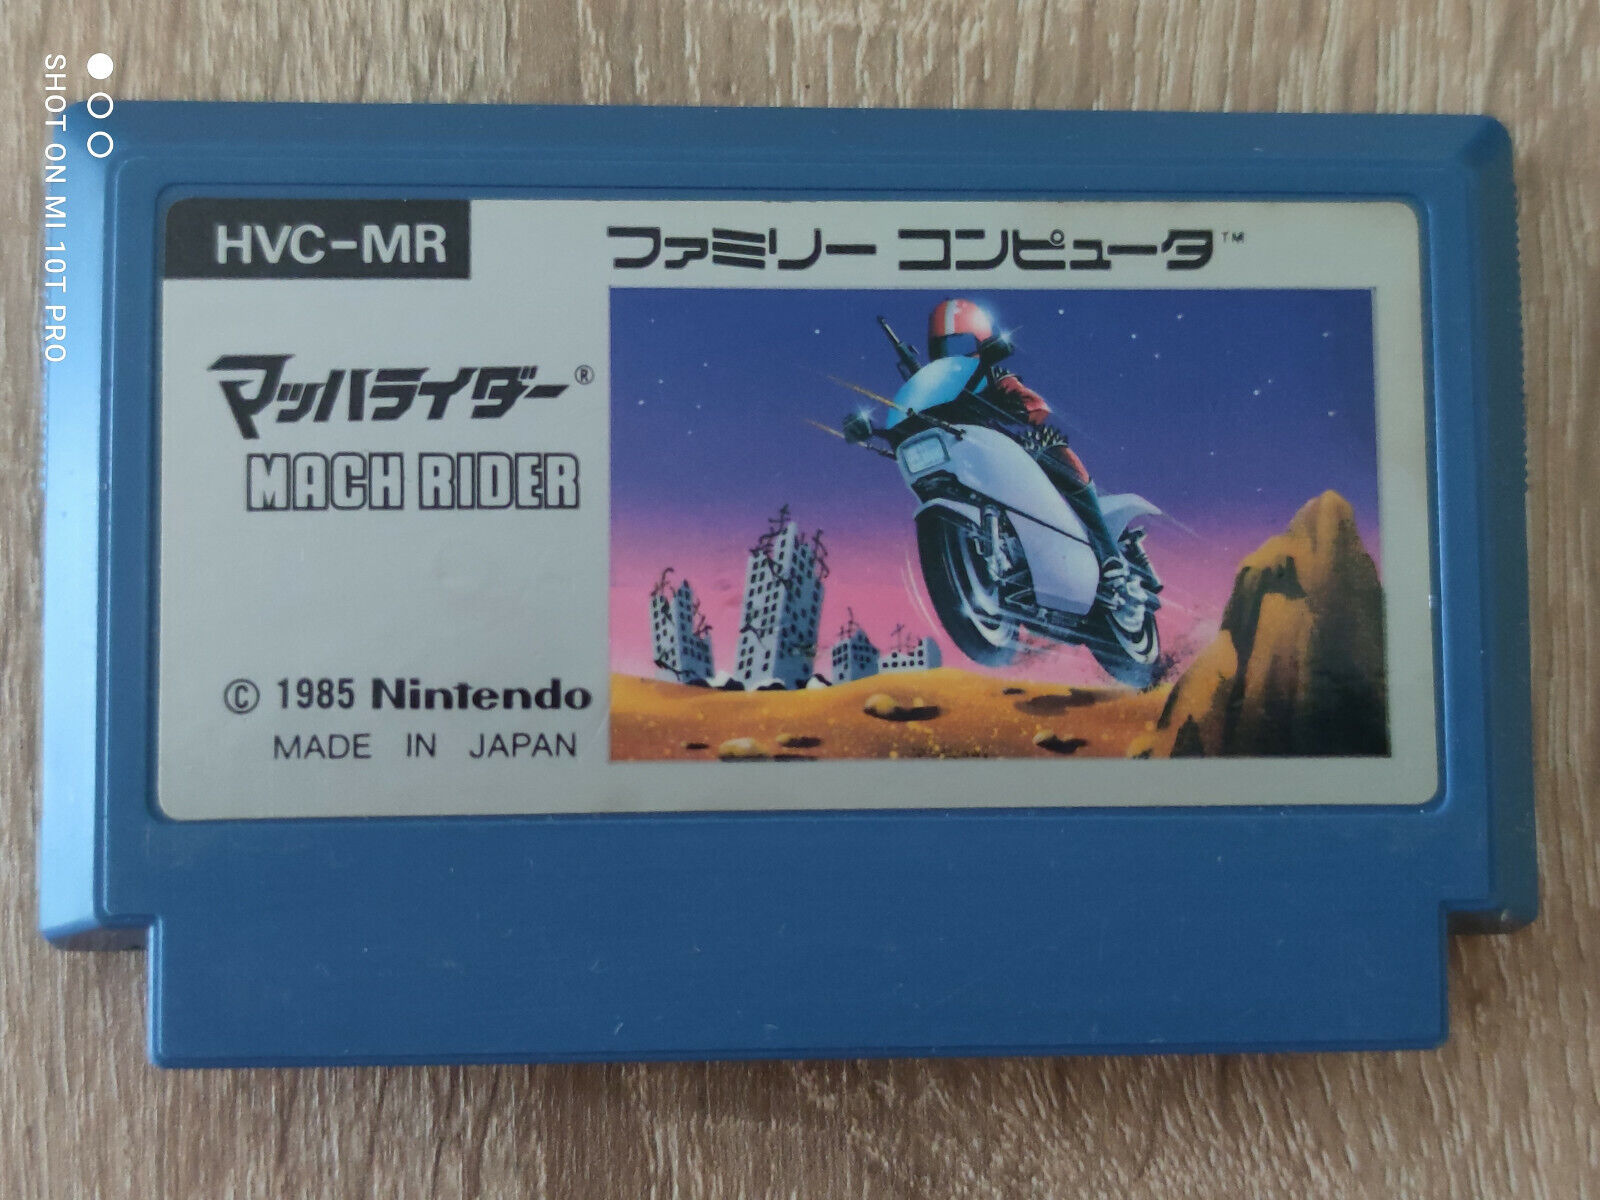 SHOT ON MI 10T PRO
HVC-MR
ファミリー コンピュータ™
マッハライダー®
MACH RIDER
© 1985 Nintendo
MADE IN JAPAN